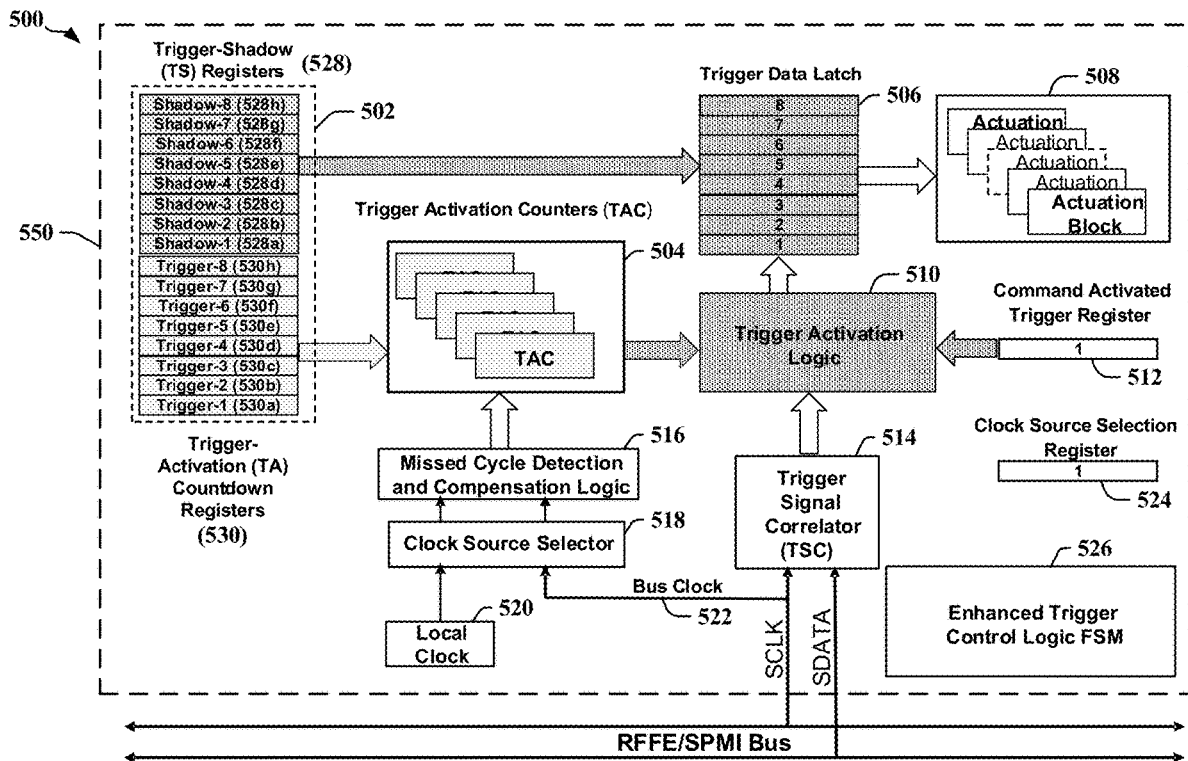 500
Trigger-Shadow
(TS) Registers
(528)
Shadow-8 (528h)
Shadow-7 (528g)
Shadow-6 (528f)
Shadow-5 (528e)
Shadow-4 (528d)
Shadow-3 (528c)
Shadow-2 (528b)
Shadow-1 (528a)
Trigger-8 (530h)
Trigger-7 (530g)
Trigger-6 (530f)
Trigger-5 (530e)
Trigger-4 (530d)
Trigger-3 (530c)
Trigger-2 (530b)
Trigger-1 (530a)
502
550
Trigger-
Activation (TA)
Countdown
Registers
(530)
Trigger Activation Counters (TAC)
504
TAC
Trigger Data Latch
506
8
7
6
5
4
3
2
1
508
Actuation
Actuation
Actuation
Actuation
Actuation
Block
510
Trigger Activation
Logic
Command Activated
Trigger Register
1
512
516
Missed Cycle Detection
and Compensation Logic
518
Clock Source Selector
520
Local
Clock
Bus Clock
522
514
Trigger
Signal
Correlator
(TSC)
Clock Source Selection
Register
1
524
526
Enhanced Trigger
Control Logic FSM
SCLK
SDATA
RFFE/SPMI Bus